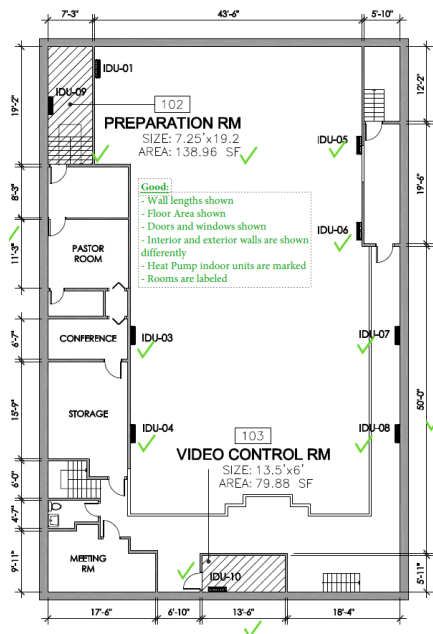 7'-3"
43'-6"
5'-10"
IDU-01
IDU-09
19'-2"
12'-2"
102
PREPARATION RM
SIZE: 7.25'x19.2
AREA: 138.96 SF
IDU-05
19'-6"
Good:
- Wall lengths shown
- Floor Area shown
- Doors and windows shown
- Interior and exterior walls are shown
differently
- Heat Pump indoor units are marked
- Rooms are labeled
8'-3"
IDU-06
PASTOR
ROOM
11'-3"
6'-7"
CONFERENCE
IDU-03
IDU-07
15'-9"
STORAGE
50'-0"
IDU-04
IDU-08
103
VIDEO CONTROL RM
SIZE: 13.5'x6'
AREA: 79.88 SF
6'-0"
4'-7"
9'-11"
MEETING
RM
IDU-10
5'-11"
17'-6"
6'-10"
13'-6"
18'-4"